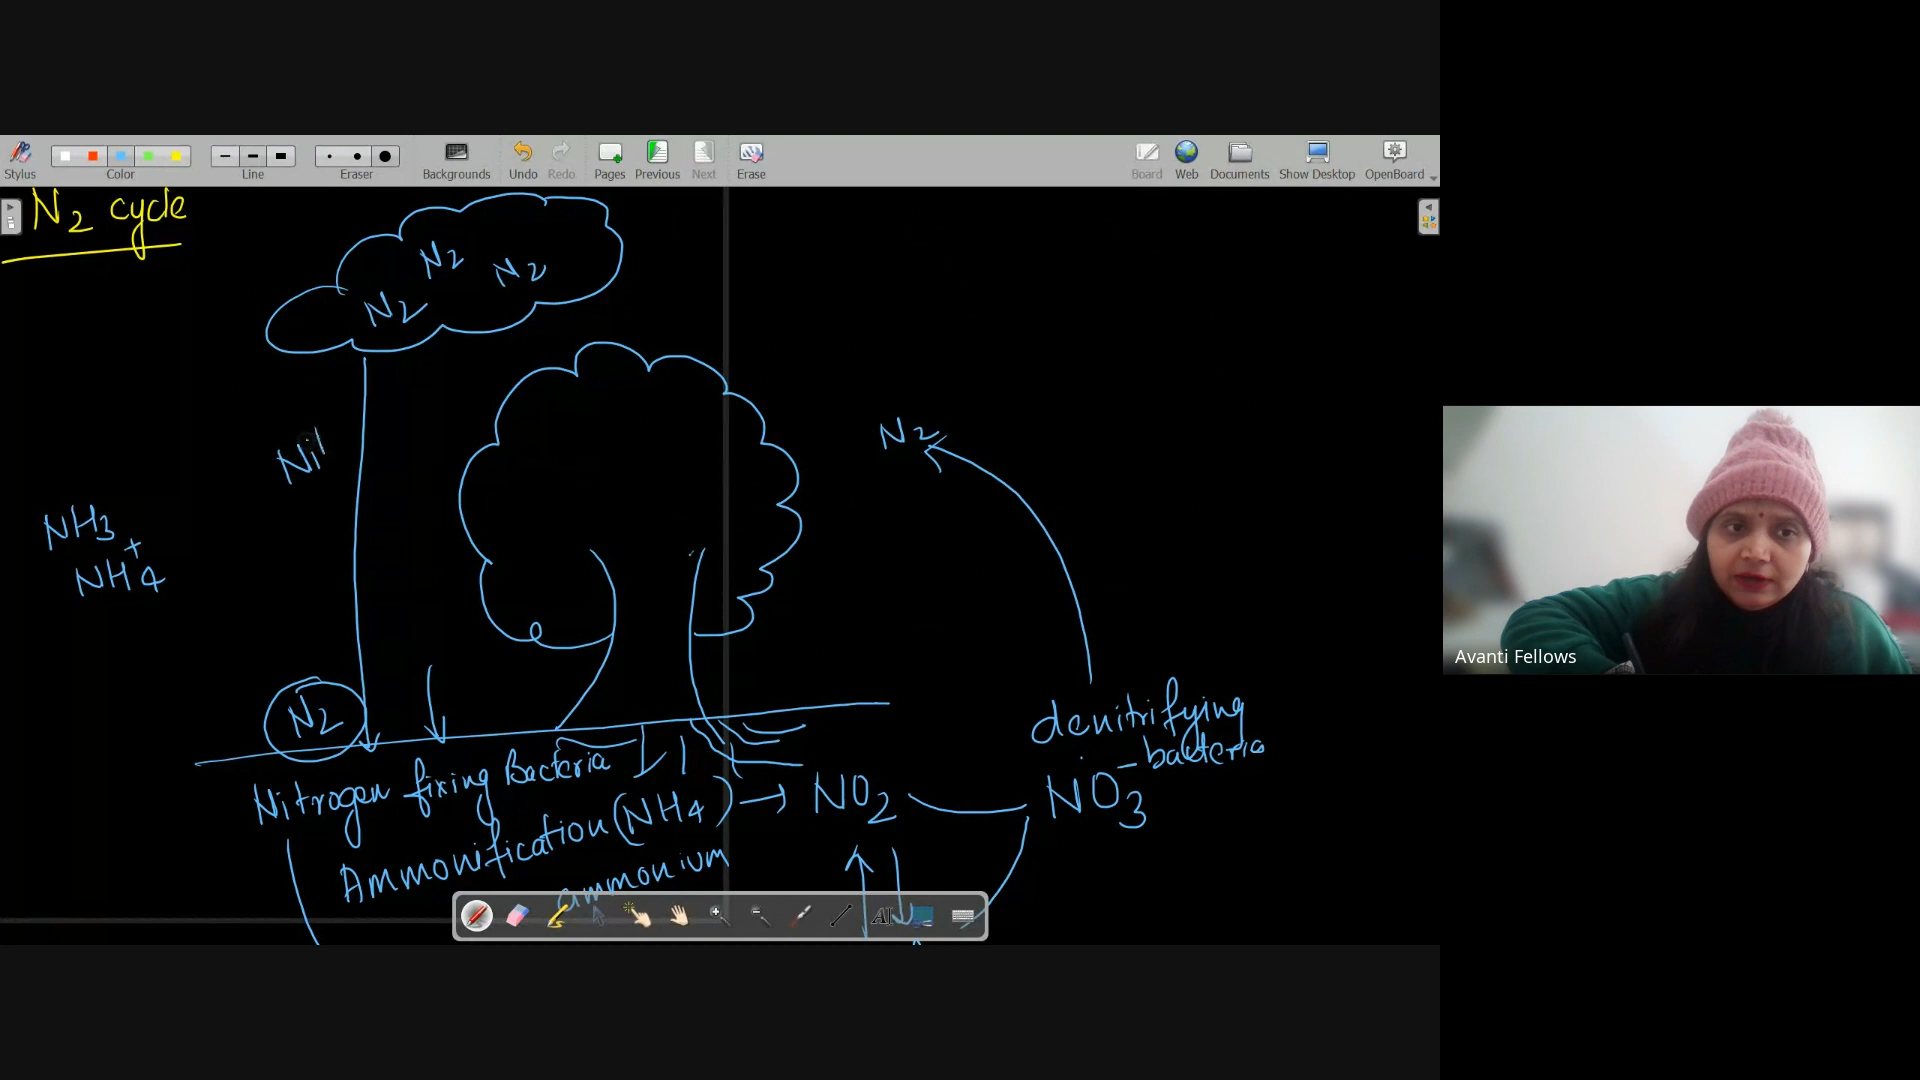 Stylus
Color
Line
Eraser
Backgrounds
Undo
Redo
Pages
Previous
Next
Erase
Board
Web
Documents
Show Desktop
OpenBoard
N2 cycle
N2
N2
N2
Ni
N2
NH3
NH4+
N2
denitrifying
bacteria
Nitrogen fixing Bacteria
Ammonification (NH4) → NO2
NO3-
ammonium
Avanti Fellows